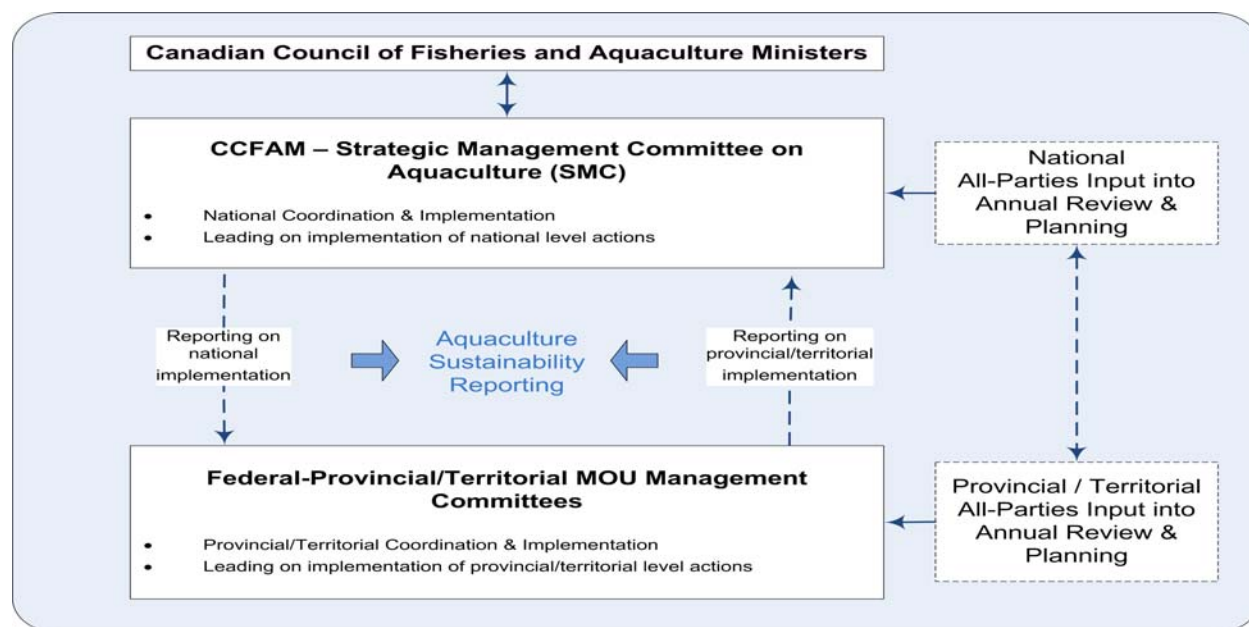 Canadian Council of Fisheries and Aquaculture Ministers
CCFAM – Strategic Management Committee on
Aquaculture (SMC)
• National Coordination & Implementation
• Leading on implementation of national level actions
National
All-Parties Input into
Annual Review &
Planning
Reporting on
national
implementation
Aquaculture
Sustainability
Reporting
Reporting on
provincial/territorial
implementation
Federal-Provincial/Territorial MOU Management
Committees
• Provincial/Territorial Coordination & Implementation
• Leading on implementation of provincial/territorial level actions
Provincial / Territorial
All-Parties Input into
Annual Review &
Planning